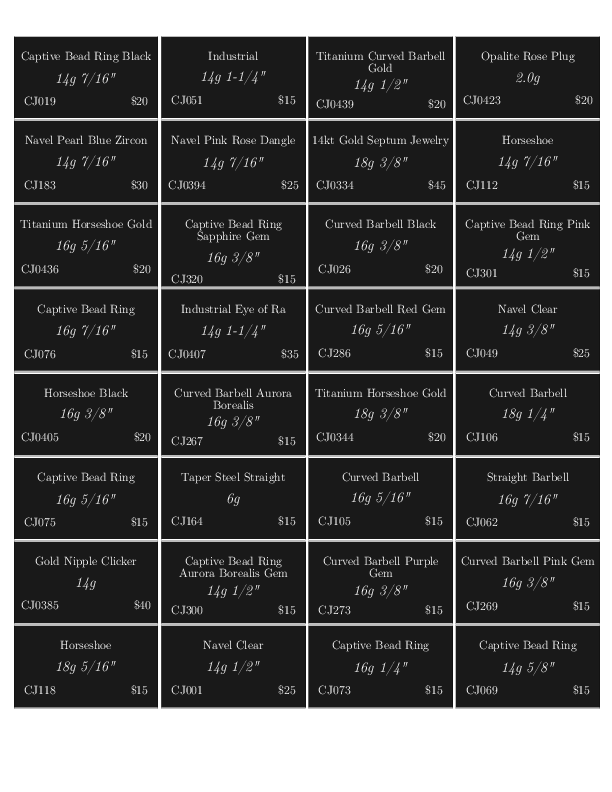 Captive Bead Ring Black
14g 7/16"
CJ019 $20
Industrial
14g 1-1/4"
CJ051 $15
Titanium Curved Barbell
Gold
14g 1/2"
CJ0439 $20
Opalite Rose Plug
2.0g
CJ0423 $20
Navel Pearl Blue Zircon
14g 7/16"
CJ183 $30
Navel Pink Rose Dangle
14g 7/16"
CJ0394 $25
14kt Gold Septum Jewelry
18g 3/8"
CJ0334 $45
Horseshoe
14g 7/16"
CJ112 $15
Titanium Horseshoe Gold
16g 5/16"
CJ0436 $20
Captive Bead Ring
Sapphire Gem
16g 3/8"
CJ320 $15
Curved Barbell Black
16g 3/8"
CJ026 $20
Captive Bead Ring Pink
Gem
14g 1/2"
CJ301 $15
Captive Bead Ring
16g 7/16"
CJ076 $15
Industrial Eye of Ra
14g 1-1/4"
CJ0407 $35
Curved Barbell Red Gem
16g 5/16"
CJ286 $15
Navel Clear
14g 3/8"
CJ049 $25
Horseshoe Black
16g 3/8"
CJ0405 $20
Curved Barbell Aurora
Borealis
16g 3/8"
CJ267 $15
Titanium Horseshoe Gold
18g 3/8"
CJ0344 $20
Curved Barbell
18g 1/4"
CJ106 $15
Captive Bead Ring
16g 5/16"
CJ075 $15
Taper Steel Straight
6g
CJ164 $15
Curved Barbell
16g 5/16"
CJ105 $15
Straight Barbell
16g 7/16"
CJ062 $15
Gold Nipple Clicker
14g
CJ0385 $40
Captive Bead Ring
Aurora Borealis Gem
14g 1/2"
CJ300 $15
Curved Barbell Purple
Gem
16g 3/8"
CJ273 $15
Curved Barbell Pink Gem
16g 3/8"
CJ269 $15
Horseshoe
18g 5/16"
CJ118 $15
Navel Clear
14g 1/2"
CJ001 $25
Captive Bead Ring
16g 1/4"
CJ073 $15
Captive Bead Ring
14g 5/8"
CJ069 $15